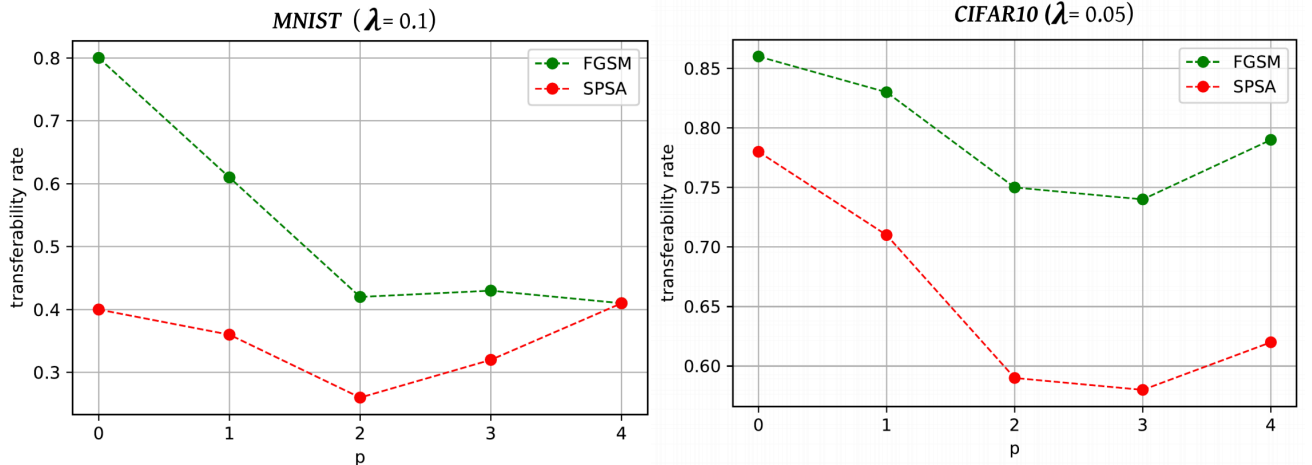 MNIST ( λ= 0.1)
FGSM
SPSA
transferability rate
0.8
0.7
0.6
0.5
0.4
0.3
0 1 2 3 4
p
CIFAR10 (λ= 0.05)
FGSM
SPSA
transferability rate
0.85
0.80
0.75
0.70
0.65
0.60
0 1 2 3 4
p